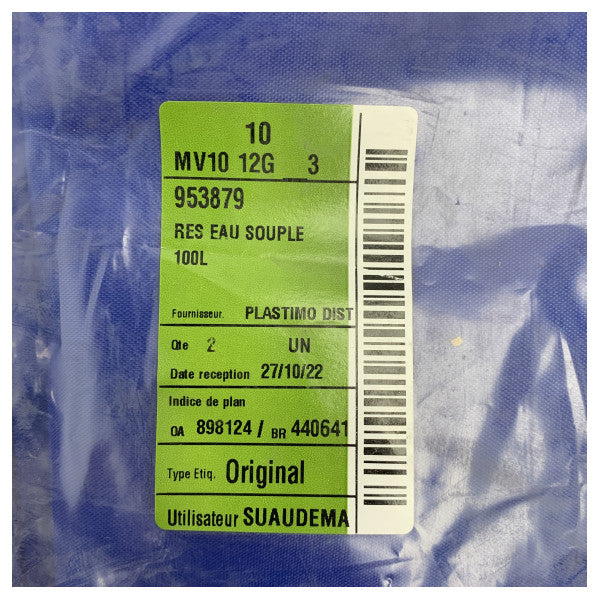 10
MV10 12G __3
953879
RES EAU SOUPLE
100L
Fournisseur. PLASTIMO DIST
Qte 2 UN
Date reception 27/10/22
Indice de plan
OA 898124 / BR 440641
Type Etiq. Original
Utilisateur SUAUDEMA